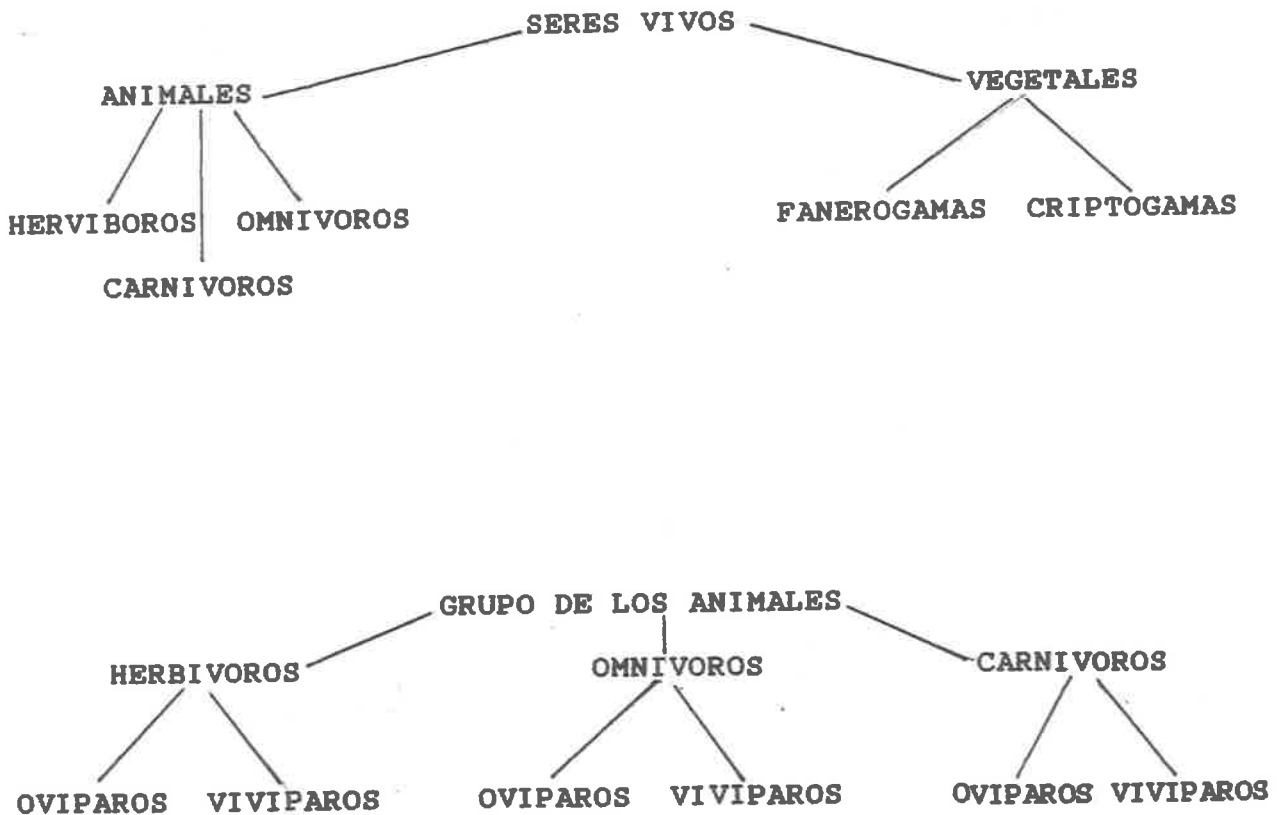 SERES VIVOS
ANIMALES VEGETALES
HERVIBOROS OMNIVOROS FANEROGAMAS CRIPTOGAMAS
CARNIVOROS
GRUPO DE LOS ANIMALES
HERBIVOROS OMNIVOROS CARNIVOROS
OVIPAROS VIVIPAROS OVIPAROS VIVIPAROS OVIPAROS VIVIPAROS